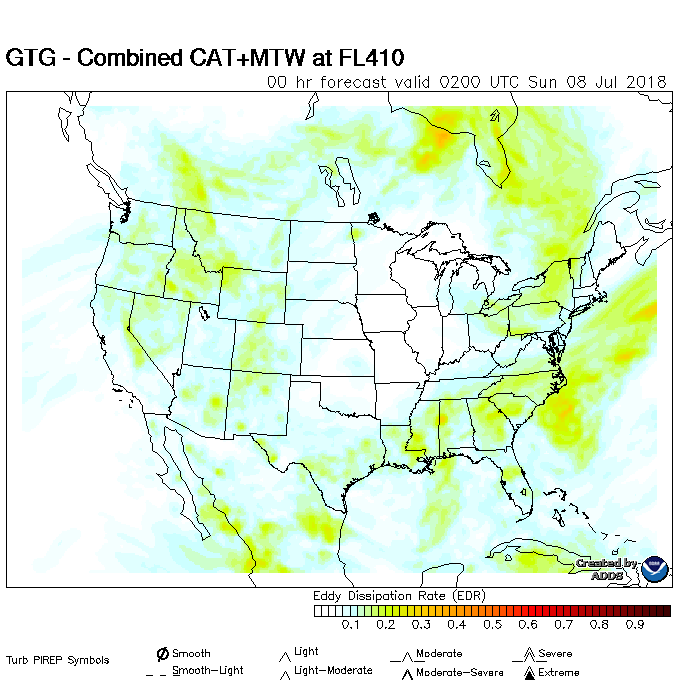 GTG - Combined CAT+MTW at FL410
00 hr forecast valid 0200 UTC Sun 08 Jul 2018
Created by
ADDS
Eddy Dissipation Rate (EDR)
0.1 0.2 0.3 0.4 0.5 0.6 0.7 0.8 0.9
Turb PIREP Symbols
Smooth Light Moderate Severe
Smooth-Light Light-Moderate Moderate-Severe Extreme